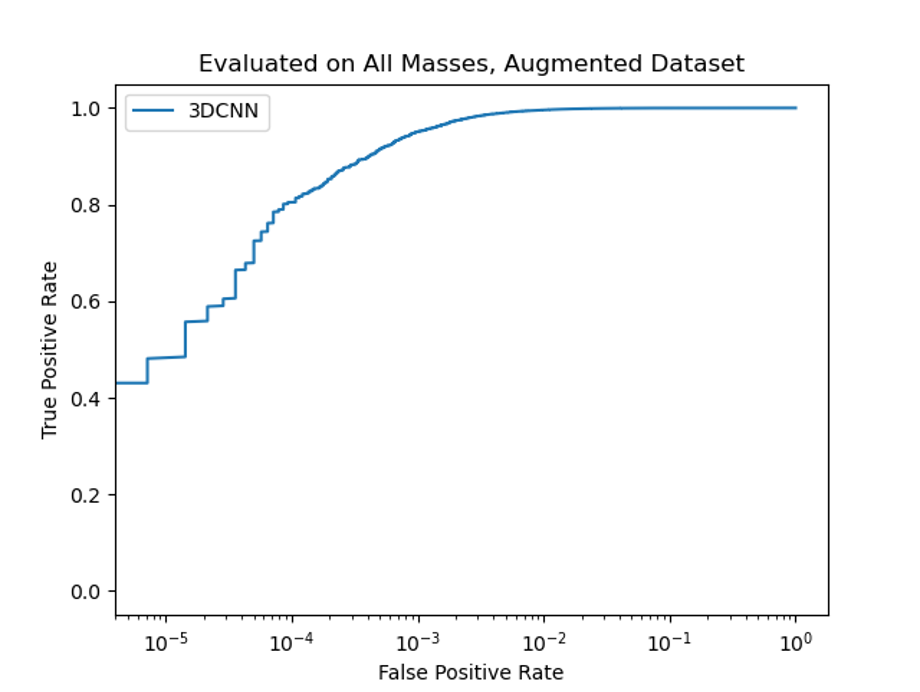 Evaluated on All Masses, Augmented Dataset
3DCNN
True Positive Rate
1.0
0.8
0.6
0.4
0.2
0.0
10⁻⁵ 10⁻⁴ 10⁻³ 10⁻² 10⁻¹ 10⁰
False Positive Rate